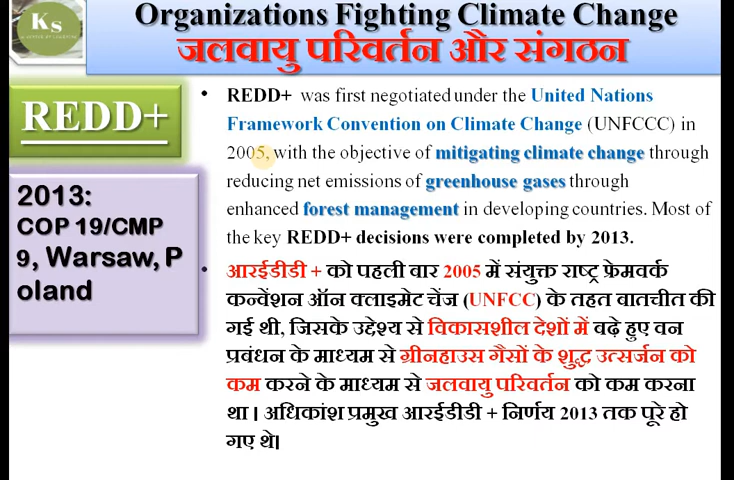 Ks
Organizations Fighting Climate Change
जलवायु परिवर्तन और संगठन
REDD+
2013:
COP 19/CMP
9, Warsaw, P
oland
• REDD+ was first negotiated under the United Nations
Framework Convention on Climate Change (UNFCCC) in
2005, with the objective of mitigating climate change through
reducing net emissions of greenhouse gases through
enhanced forest management in developing countries. Most of
the key REDD+ decisions were completed by 2013.
• आरईडीडी + को पहली बार 2005 में संयुक्त राष्ट्र फ्रेमवर्क
कन्वेंशन ऑन क्लाइमेट चेंज (UNFCC) के तहत बातचीत की
गई थी, जिसके उद्देश्य से विकासशील देशों में बढ़े हुए वन
प्रबंधन के माध्यम से ग्रीनहाउस गैसों के शुद्ध उत्सर्जन को
कम करने के माध्यम से जलवायु परिवर्तन को कम करना
था। अधिकांश प्रमुख आरईडीडी + निर्णय 2013 तक पूरे हो
गए थे।